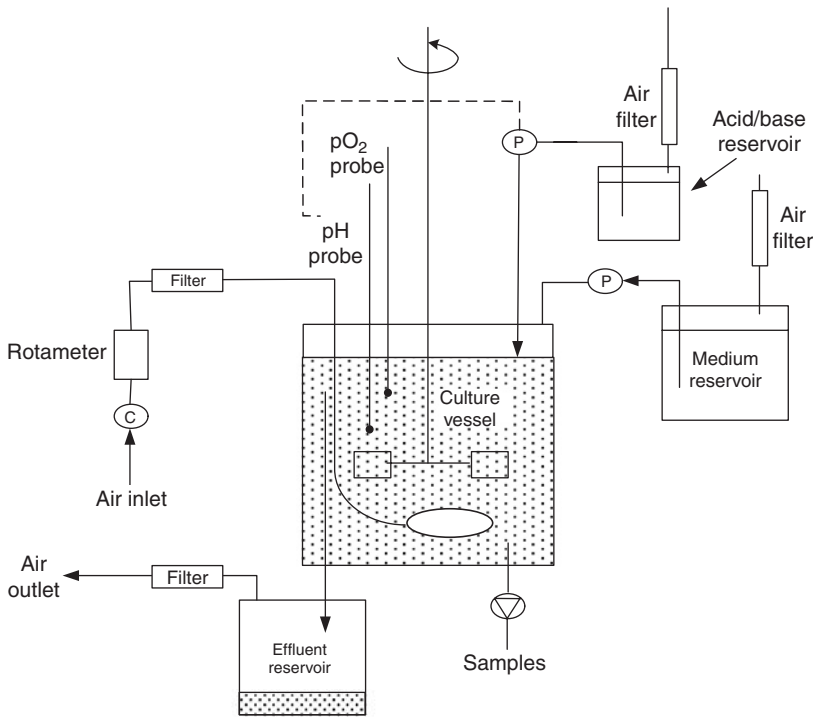 Air
filter
Acid/base
reservoir
P
pO2
probe
Air
filter
pH
probe
Filter
P
Rotameter
Medium
reservoir
Culture
vessel
C
Air inlet
Air
outlet
Filter
Effluent
reservoir
Samples